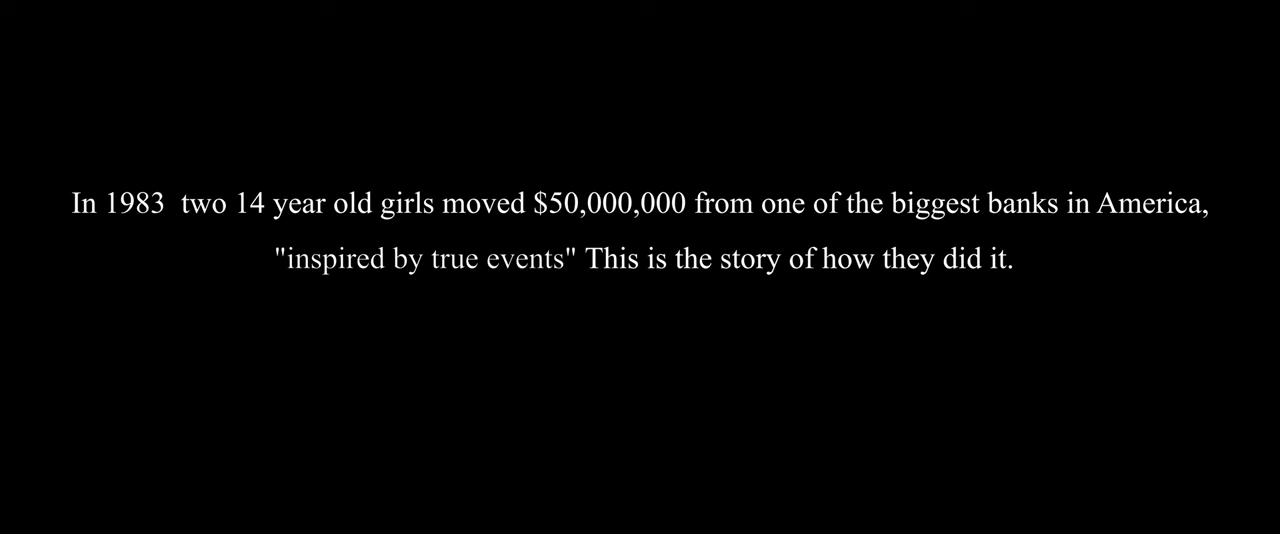 In 1983  two 14 year old girls moved $50,000,000 from one of the biggest banks in America,
"inspired by true events" This is the story of how they did it.